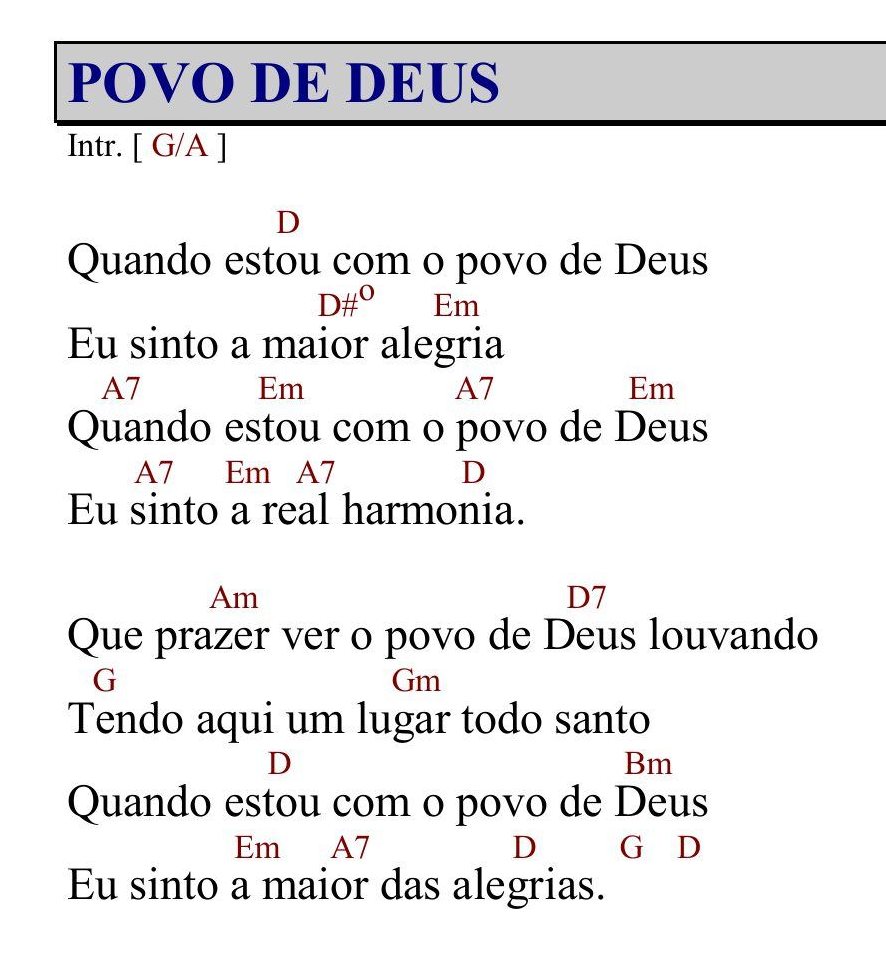 POVO DE DEUS
Intr. [ G/A ]
D
Quando estou com o povo de Deus
D#º Em
Eu sinto a maior alegria
A7 Em A7 Em
Quando estou com o povo de Deus
A7 Em A7 D
Eu sinto a real harmonia.
Am D7
Que prazer ver o povo de Deus louvando
G Gm
Tendo aqui um lugar todo santo
D Bm
Quando estou com o povo de Deus
Em A7 D G D
Eu sinto a maior das alegrias.